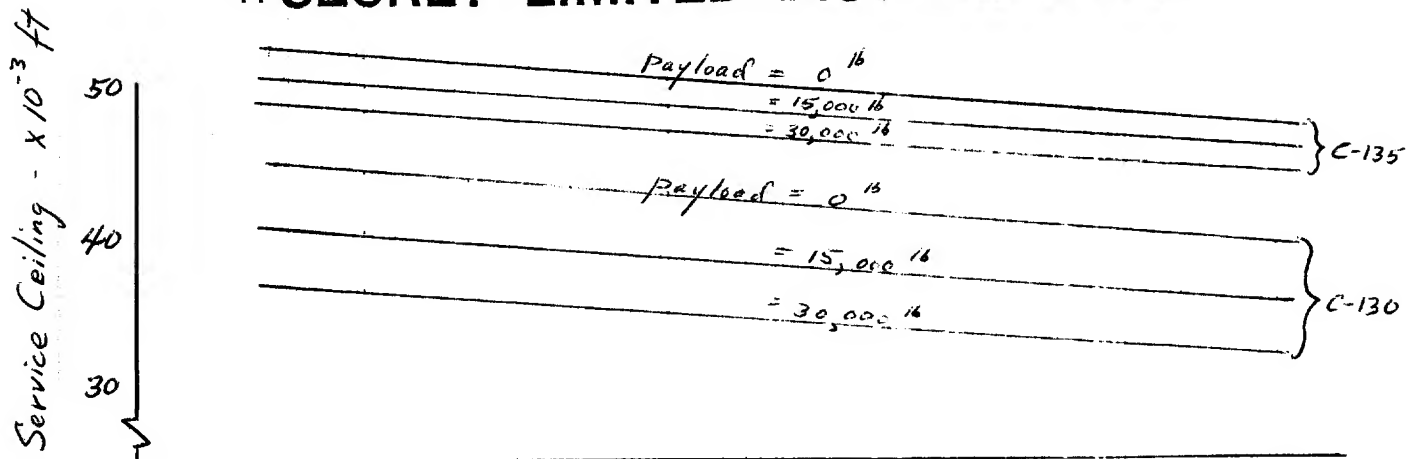 SECRET LIMITED
Service Ceiling - x 10⁻³ ft
50
40
30
Payload = 0 lb
= 15,000 lb
= 30,000 lb
C-135
Payload = 0 lb
= 15,000 lb
= 30,000 lb
C-130